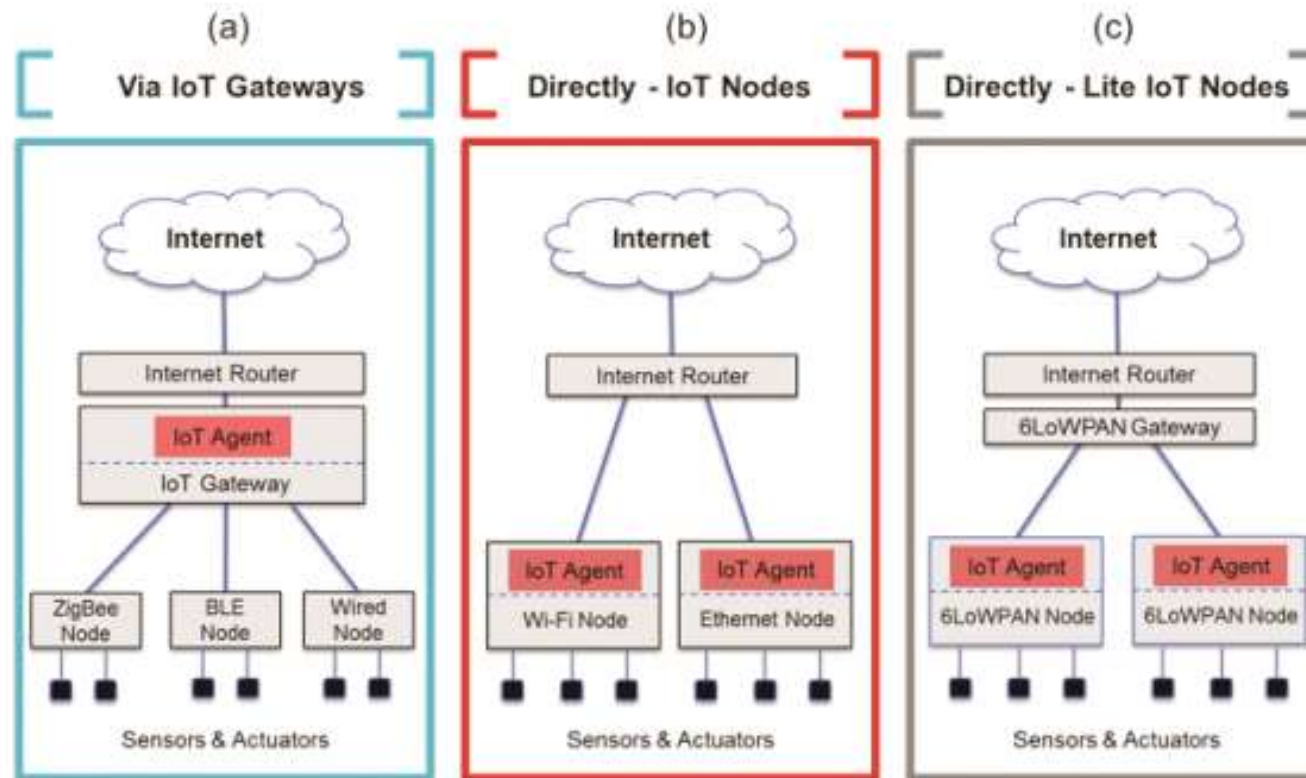 (a)
Via IoT Gateways
Internet
Internet Router
IoT Agent
IoT Gateway
ZigBee
Node
BLE
Node
Wired
Node
Sensors & Actuators
(b)
Directly - IoT Nodes
Internet
Internet Router
IoT Agent
Wi-Fi Node
IoT Agent
Ethernet Node
Sensors & Actuators
(c)
Directly - Lite IoT Nodes
Internet
Internet Router
6LoWPAN Gateway
IoT Agent
6LoWPAN Node
IoT Agent
6LoWPAN Node
Sensors & Actuators